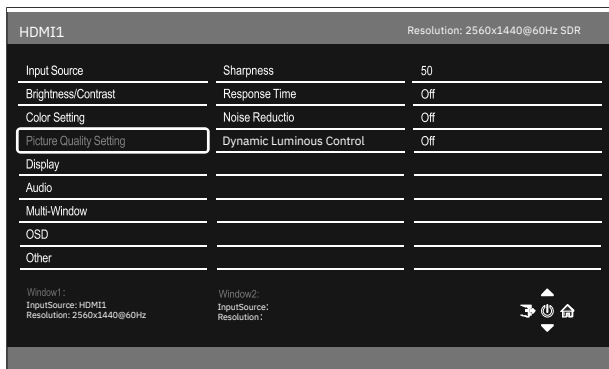 HDMI1 Resolution: 2560x1440@60Hz SDR
Input Source Sharpness 50
Brightness/Contrast Response Time Off
Color Setting Noise Reductio Off
Picture Quality Setting Dynamic Luminous Control Off
Display
Audio
Multi-Window
OSD
Other
Window1: Window2:
InputSource: HDMI1 InputSource:
Resolution: 2560x1440@60Hz Resolution: